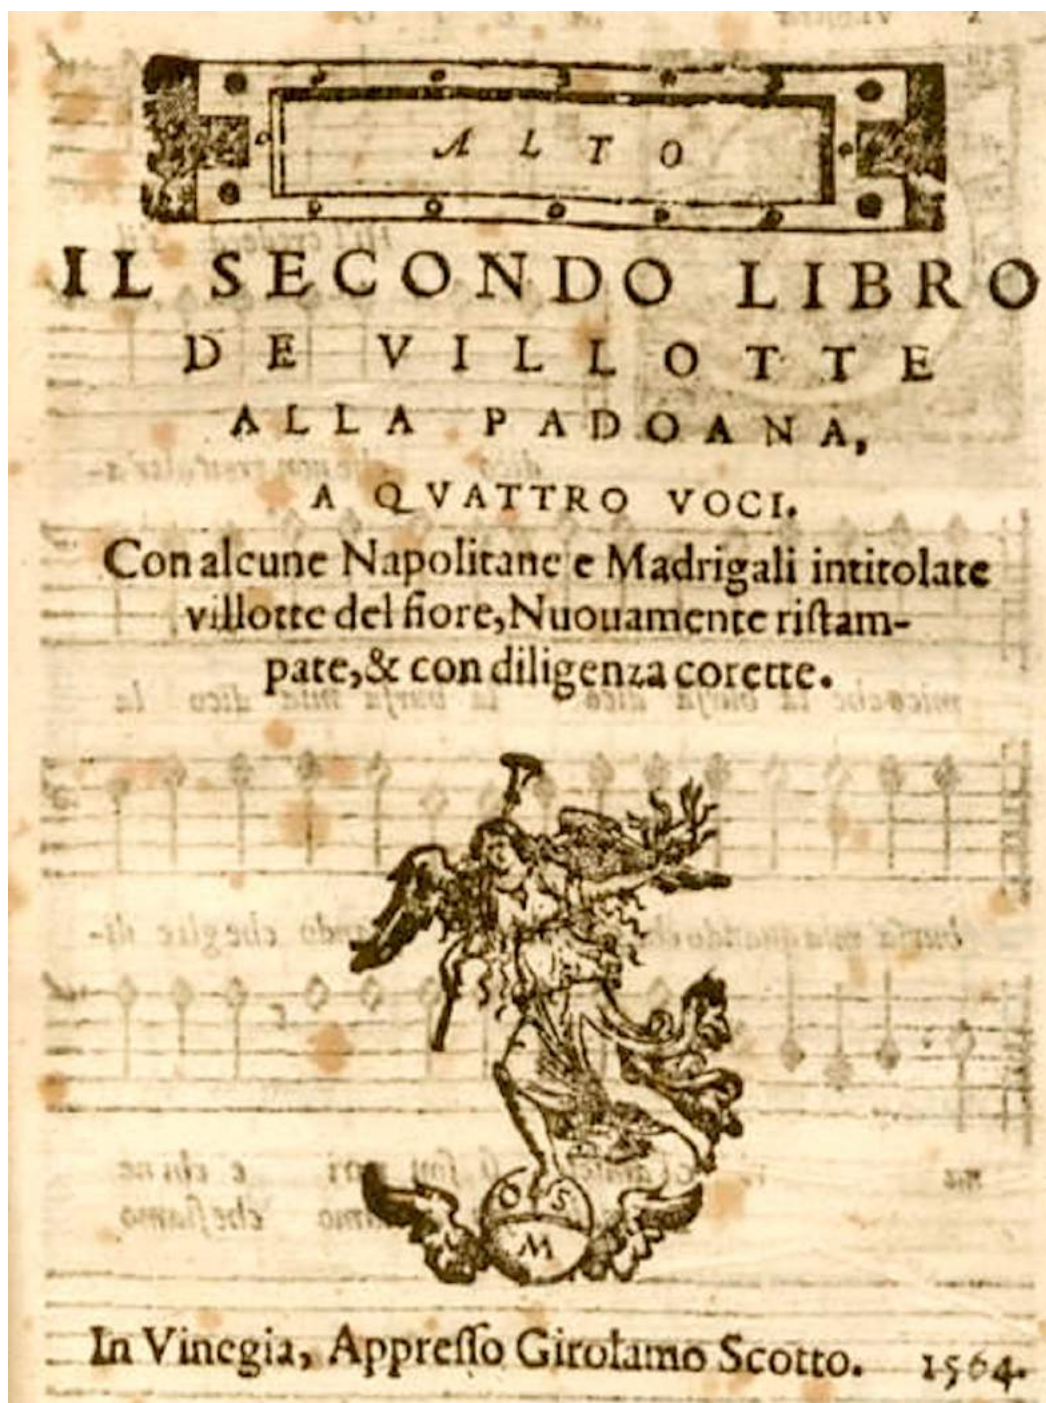 ALTO
IL SECONDO LIBRO
DE VILLOTTE
ALLA PADOANA,
A QVATTRO VOCI.
Con alcune Napolitane e Madrigali intitolate
villotte del fiore, Nuouamente riſtam-
pate, & con diligenza corette.
O S
M
In Vinegia, Appreſſo Girolamo Scotto. 1564.